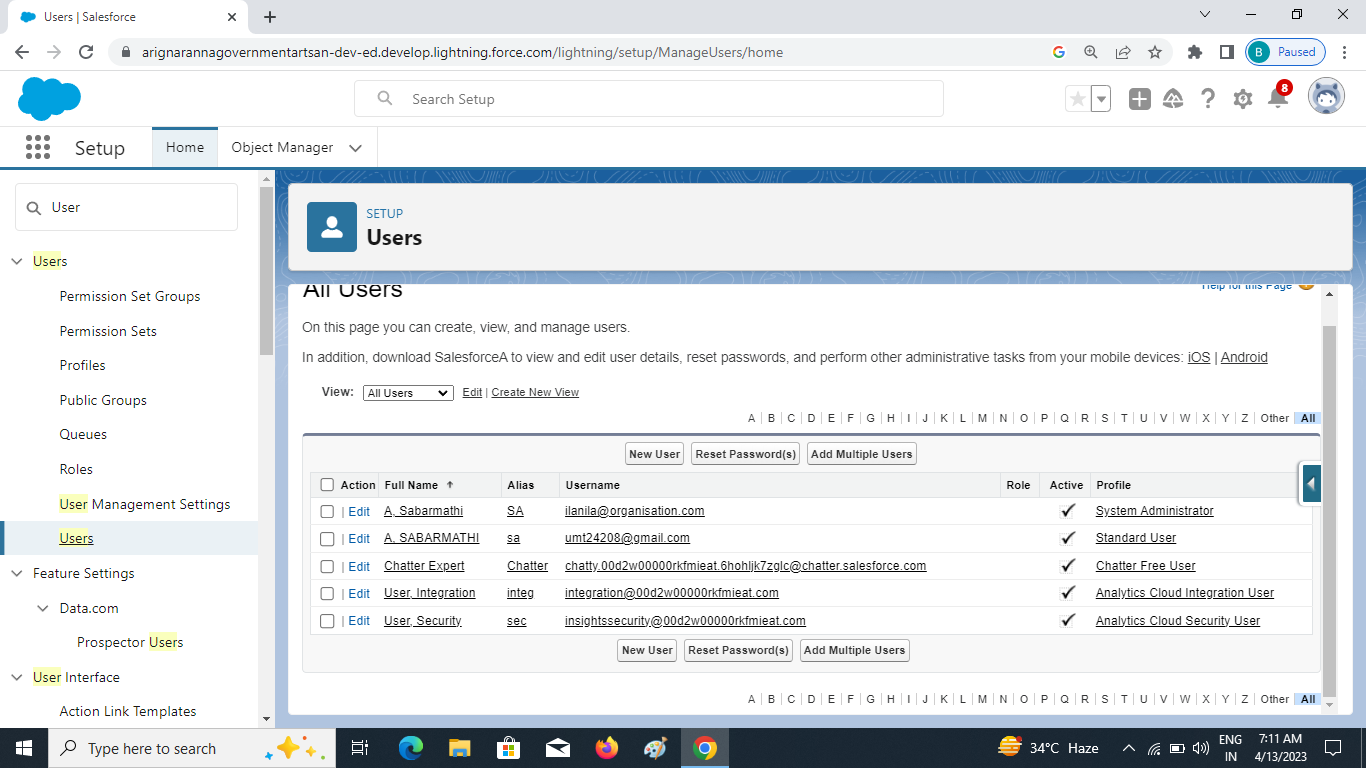 Users | Salesforce
arignarannagovernmentartsan-dev-ed.develop.lightning.force.com/lightning/setup/ManageUsers/home
B Paused
Search Setup
8
Setup
Home
Object Manager
User
Users
Permission Set Groups
Permission Sets
Profiles
Public Groups
Queues
Roles
User Management Settings
Users
Feature Settings
Data.com
Prospector Users
User Interface
Action Link Templates
SETUP
Users
All Users
Help for this Page
On this page you can create, view, and manage users.
In addition, download SalesforceA to view and edit user details, reset passwords, and perform other administrative tasks from your mobile devices: iOS | Android
View: All Users Edit | Create New View
A | B | C | D | E | F | G | H | I | J | K | L | M | N | O | P | Q | R | S | T | U | V | W | X | Y | Z | Other | All
New User Reset Password(s) Add Multiple Users
Action Full Name Alias Username Role Active Profile
| Edit A, Sabarmathi SA ilanila@organisation.com System Administrator
| Edit A, SABARMATHI sa umt24208@gmail.com Standard User
| Edit Chatter Expert Chatter chatty.00d2w00000rkfmieat.6hohljk7zglc@chatter.salesforce.com Chatter Free User
| Edit User, Integration integ integration@00d2w00000rkfmieat.com Analytics Cloud Integration User
| Edit User, Security sec insightssecurity@00d2w00000rkfmieat.com Analytics Cloud Security User
New User Reset Password(s) Add Multiple Users
A | B | C | D | E | F | G | H | I | J | K | L | M | N | O | P | Q | R | S | T | U | V | W | X | Y | Z | Other | All
Type here to search
34°C Haze
ENG
IN
7:11 AM
4/13/2023